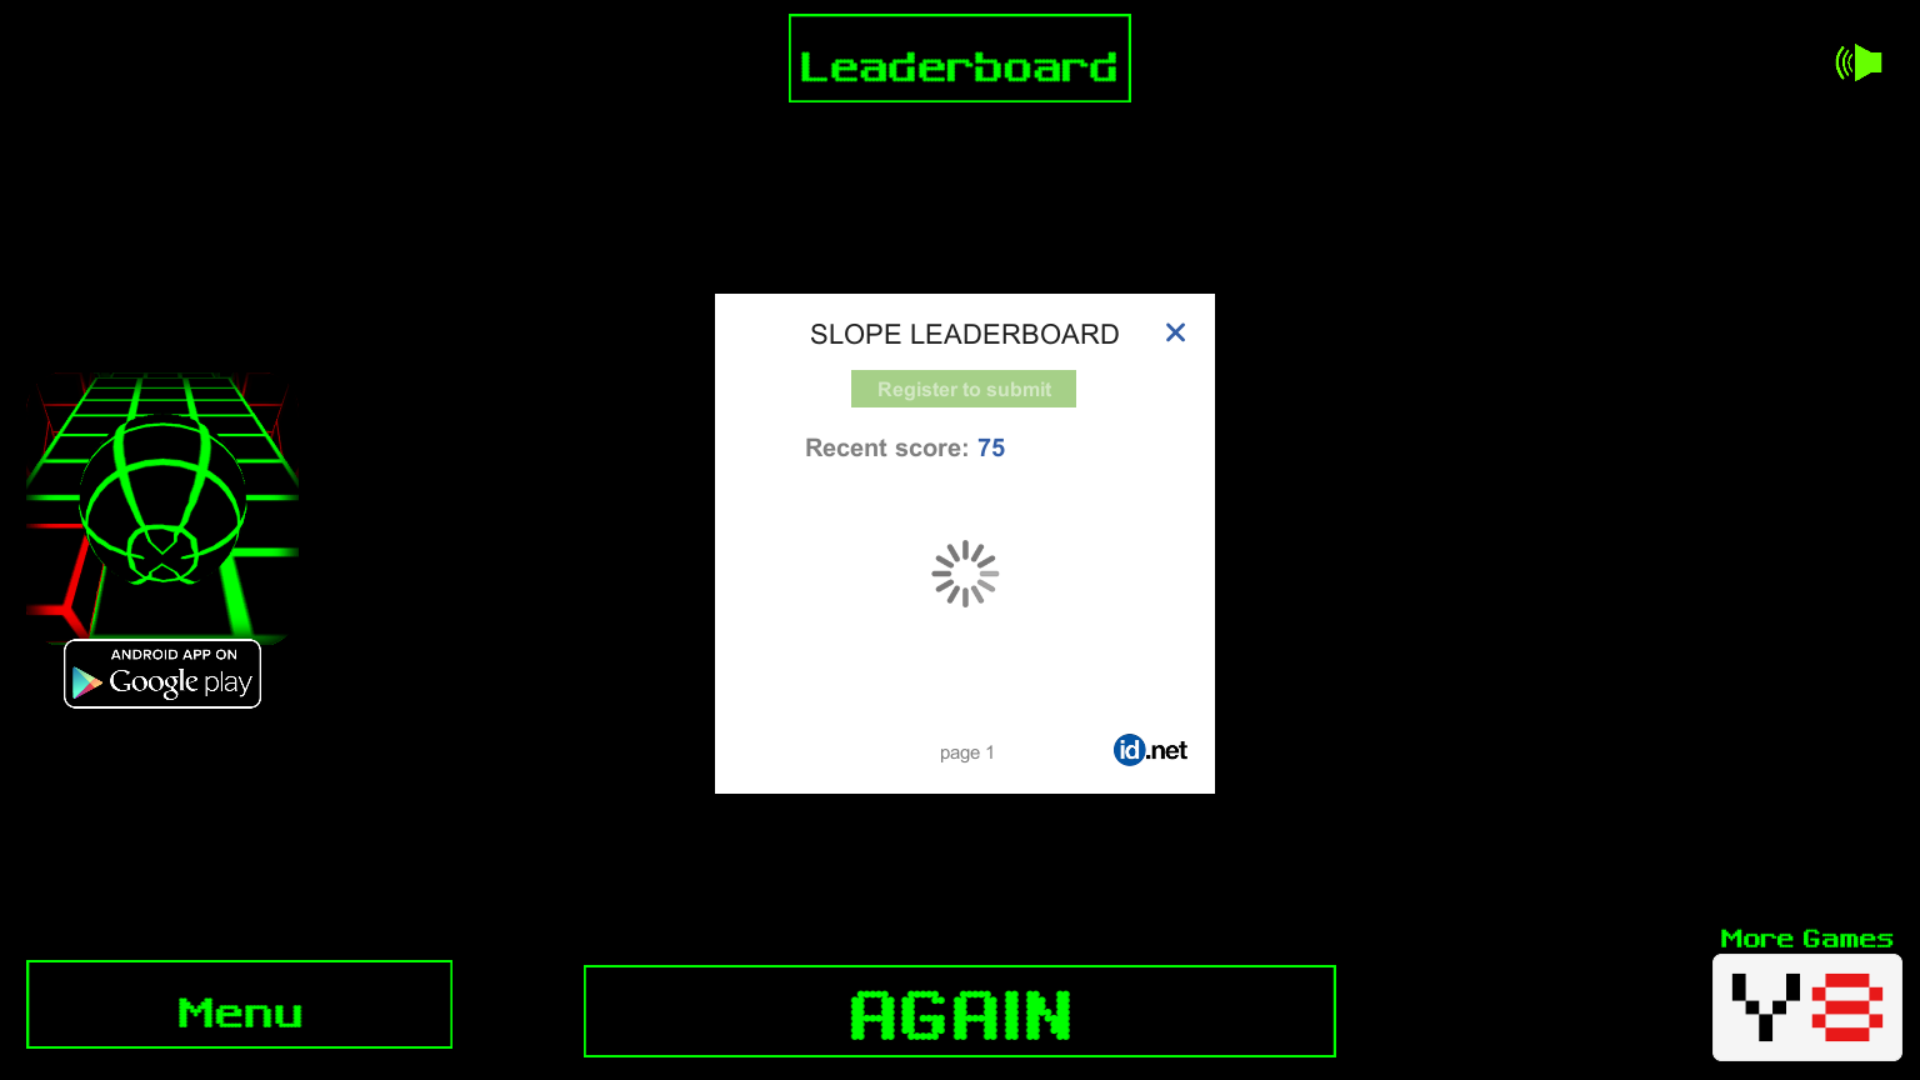 Leaderboard
SLOPE LEADERBOARD
Register to submit
Recent score: 75
ANDROID APP ON
Google play
page 1
id.net
More Games
Y8
Menu
AGAIN